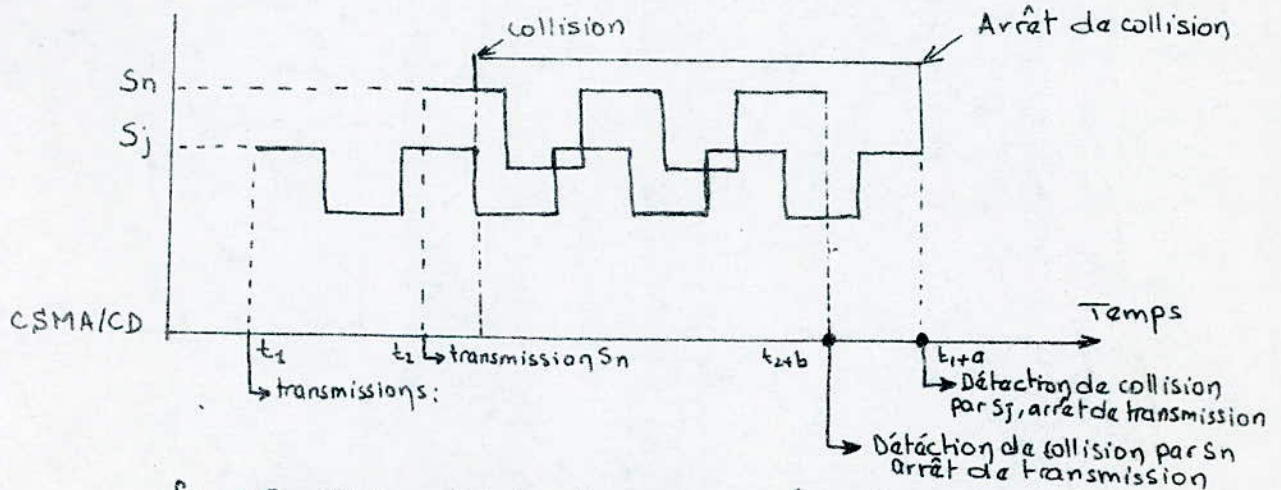 collision
Arrêt de collision
Sn
Sj
CSMA/CD
Temps
t1
t2
transmission Sn
t2+b
t1+a
transmissions:
Détection de collision
par Sj, arrêt de transmission
Détéction de collision par Sn
arrêt de transmission